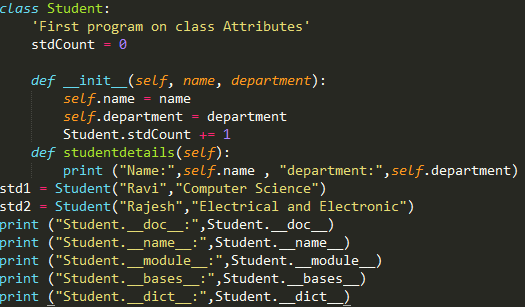 class Student:
    'First program on class Attributes'
    stdCount = 0
    def __init__(self, name, department):
        self.name = name
        self.department = department
        Student.stdCount += 1
    def studentdetails(self):
        print ("Name:",self.name , "department:",self.department)
std1 = Student("Ravi","Computer Science")
std2 = Student("Rajesh","Electrical and Electronic")
print ("Student.__doc__:",Student.__doc__)
print ("Student.__name__:",Student.__name__)
print ("Student.__module__:",Student.__module__)
print ("Student.__bases__:",Student.__bases__)
print ("Student.__dict__:",Student.__dict__)